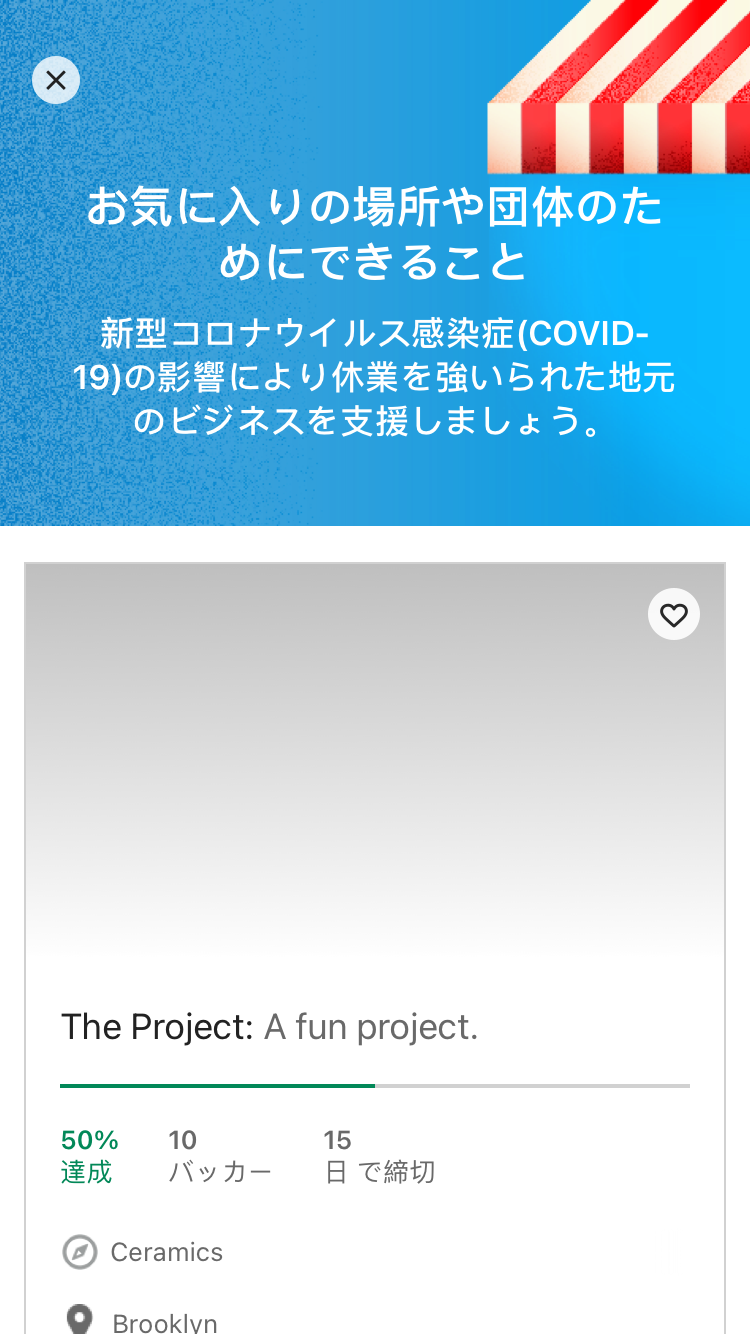 お気に入りの場所や団体のた
めにできること
新型コロナウイルス感染症(COVID-
19)の影響により休業を強いられた地元
のビジネスを支援しましょう。
The Project: A fun project.
50% 10 15
達成 バッカー 日 で締切
Ceramics
Brooklyn